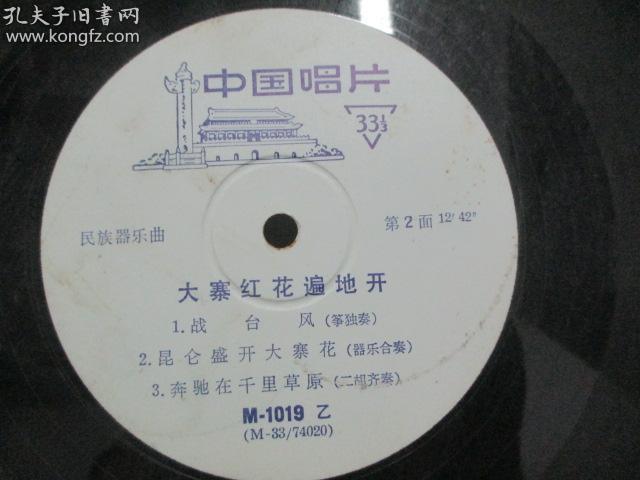 孔夫子旧书网
www.kongfz.com
中国唱片
33⅓
民族器乐曲
第2面 12′42″
大寨红花遍地开
1.战台风(筝独奏)
2.昆仑盛开大寨花(器乐合奏)
3.奔驰在千里草原(二胡齐奏)
M-1019 乙
(M-33/74020)